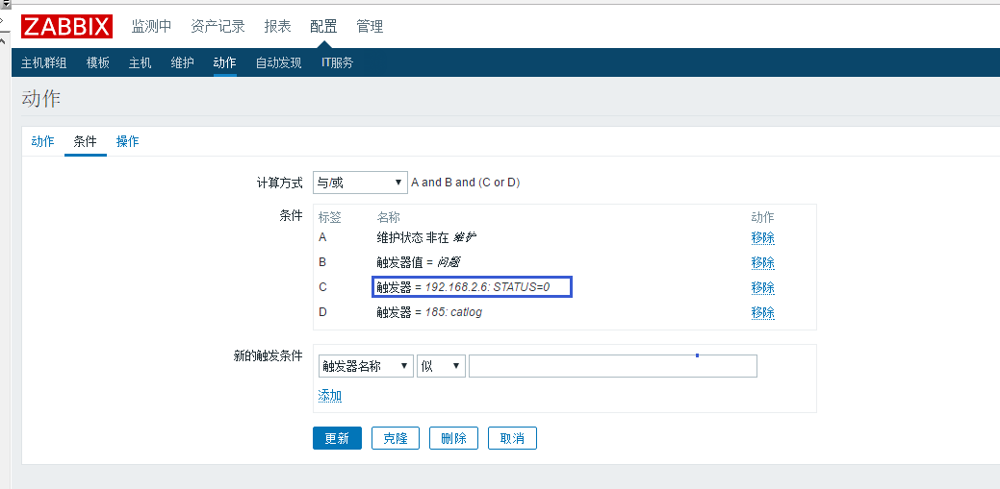 ZABBIX 监测中 资产记录 报表 配置 管理
主机群组 模板 主机 维护 动作 自动发现 IT服务
动作
动作 条件 操作
计算方式 与/或 A and B and (C or D)
条件 标签 名称 动作
A 维护状态 非在 维护 移除
B 触发器值 = 问题 移除
C 触发器 = 192.168.2.6: STATUS=0 移除
D 触发器 = 185: catlog 移除
新的触发条件
触发器名称 似
添加
更新 克隆 删除 取消